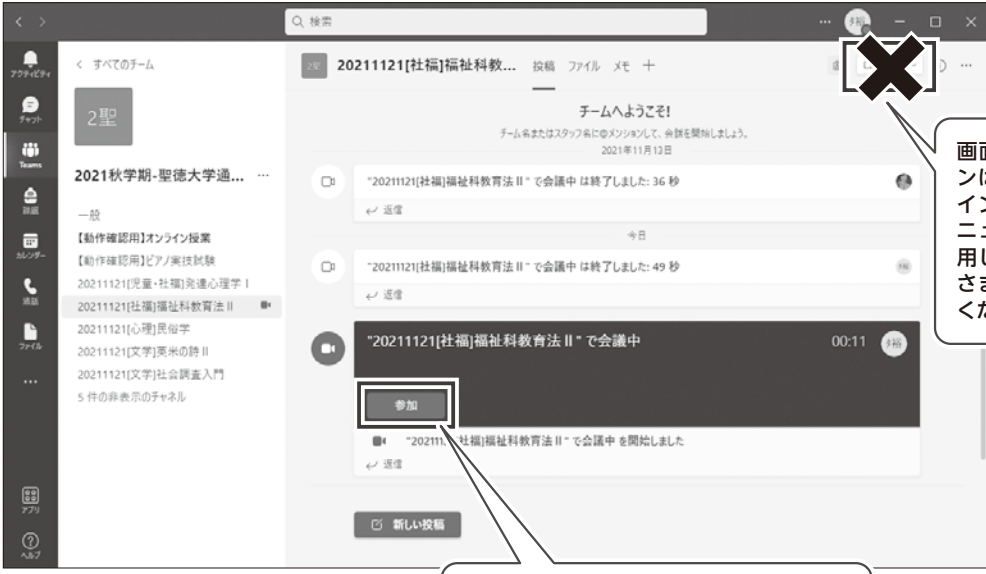 検索
アクティビティ
チャット
Teams
課題
カレンダー
通話
ファイル
アプリ
ヘルプ
すべてのチーム
2聖
2021秋学期-聖徳大学通...
一般
【動作確認用】オンライン授業
【動作確認用】ピアノ実技試験
20211121[児童・社福]発達心理学Ⅰ
20211121[社福]福祉科教育法Ⅱ
20211121[心理]民俗学
20211121[文学]英米の詩Ⅱ
20211121[文学]社会調査入門
5 件の非表示のチャネル
2聖 20211121[社福]福祉科教... 投稿 ファイル メモ
チームへようこそ!
チーム名またはスタッフ名に@メンションして、会話を開始しましょう。
2021年11月13日
"20211121[社福]福祉科教育法Ⅱ" で会議中 は終了しました: 36 秒
返信
今日
"20211121[社福]福祉科教育法Ⅱ" で会議中 は終了しました: 49 秒
返信
"20211121[社福]福祉科教育法Ⅱ" で会議中 00:11
参加
社福]福祉科教育法Ⅱ" で会議中 を開始しました
返信
新しい投稿
画面
ンは
イン
ニュ
用し
さま
くだ